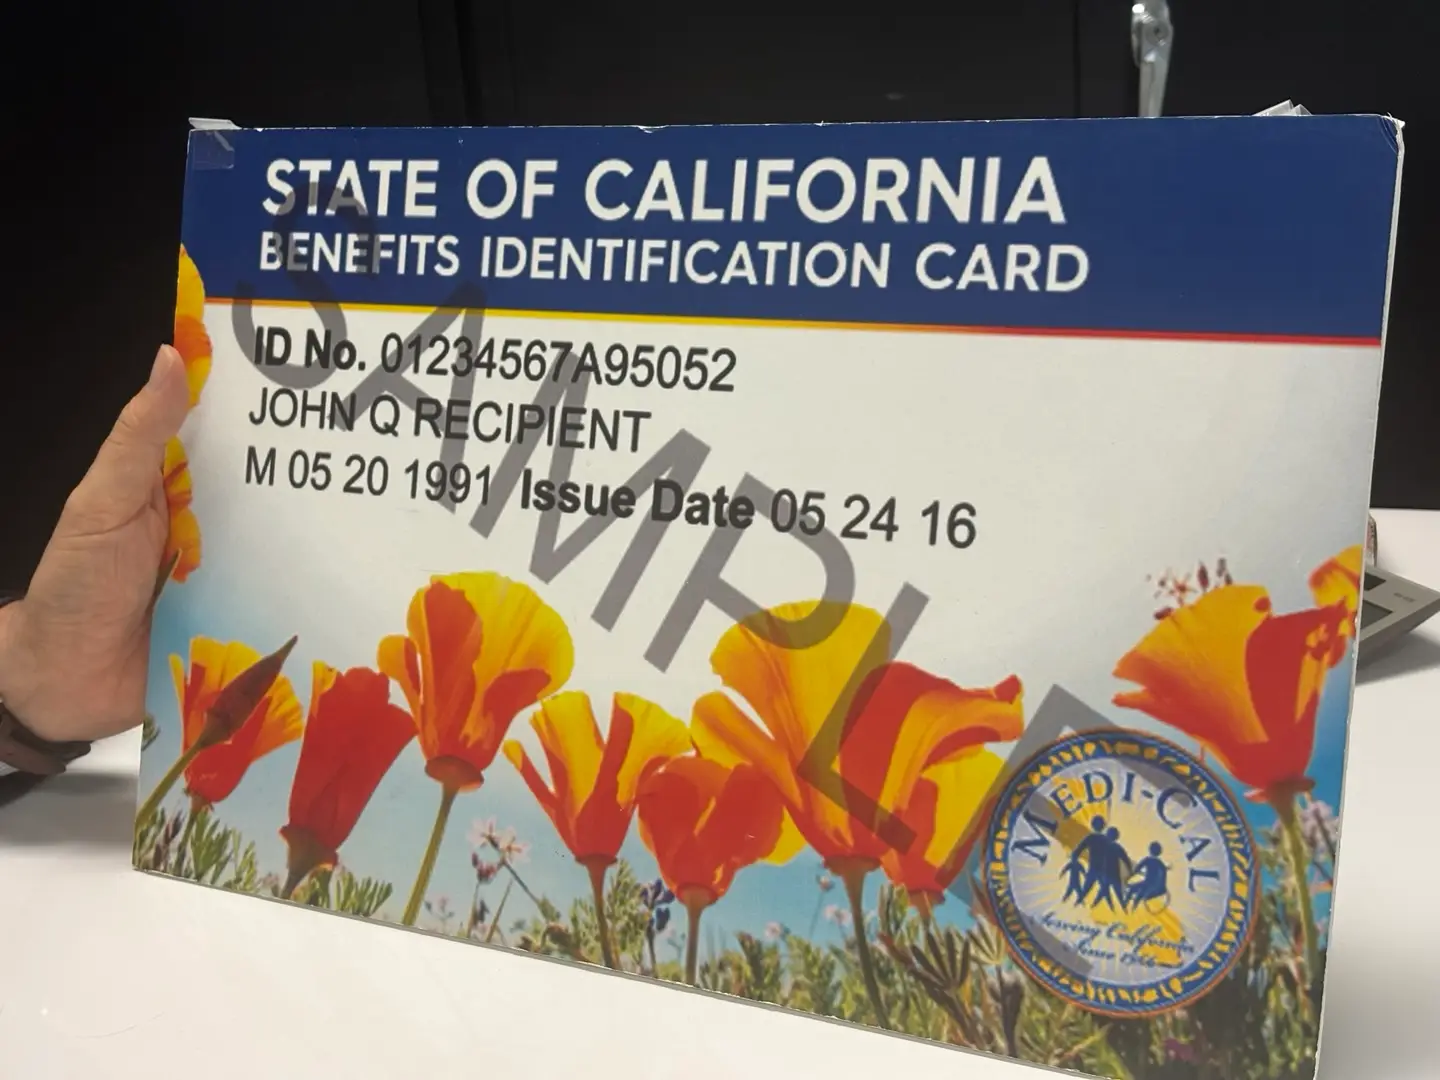 STATE OF CALIFORNIA
BENEFITS IDENTIFICATION CARD
ID No. 01234567A95052
JOHN Q RECIPIENT
M 05 20 1991 Issue Date 05 24 16
SAMPLE
MEDI-CAL
Serving California
Since 1966